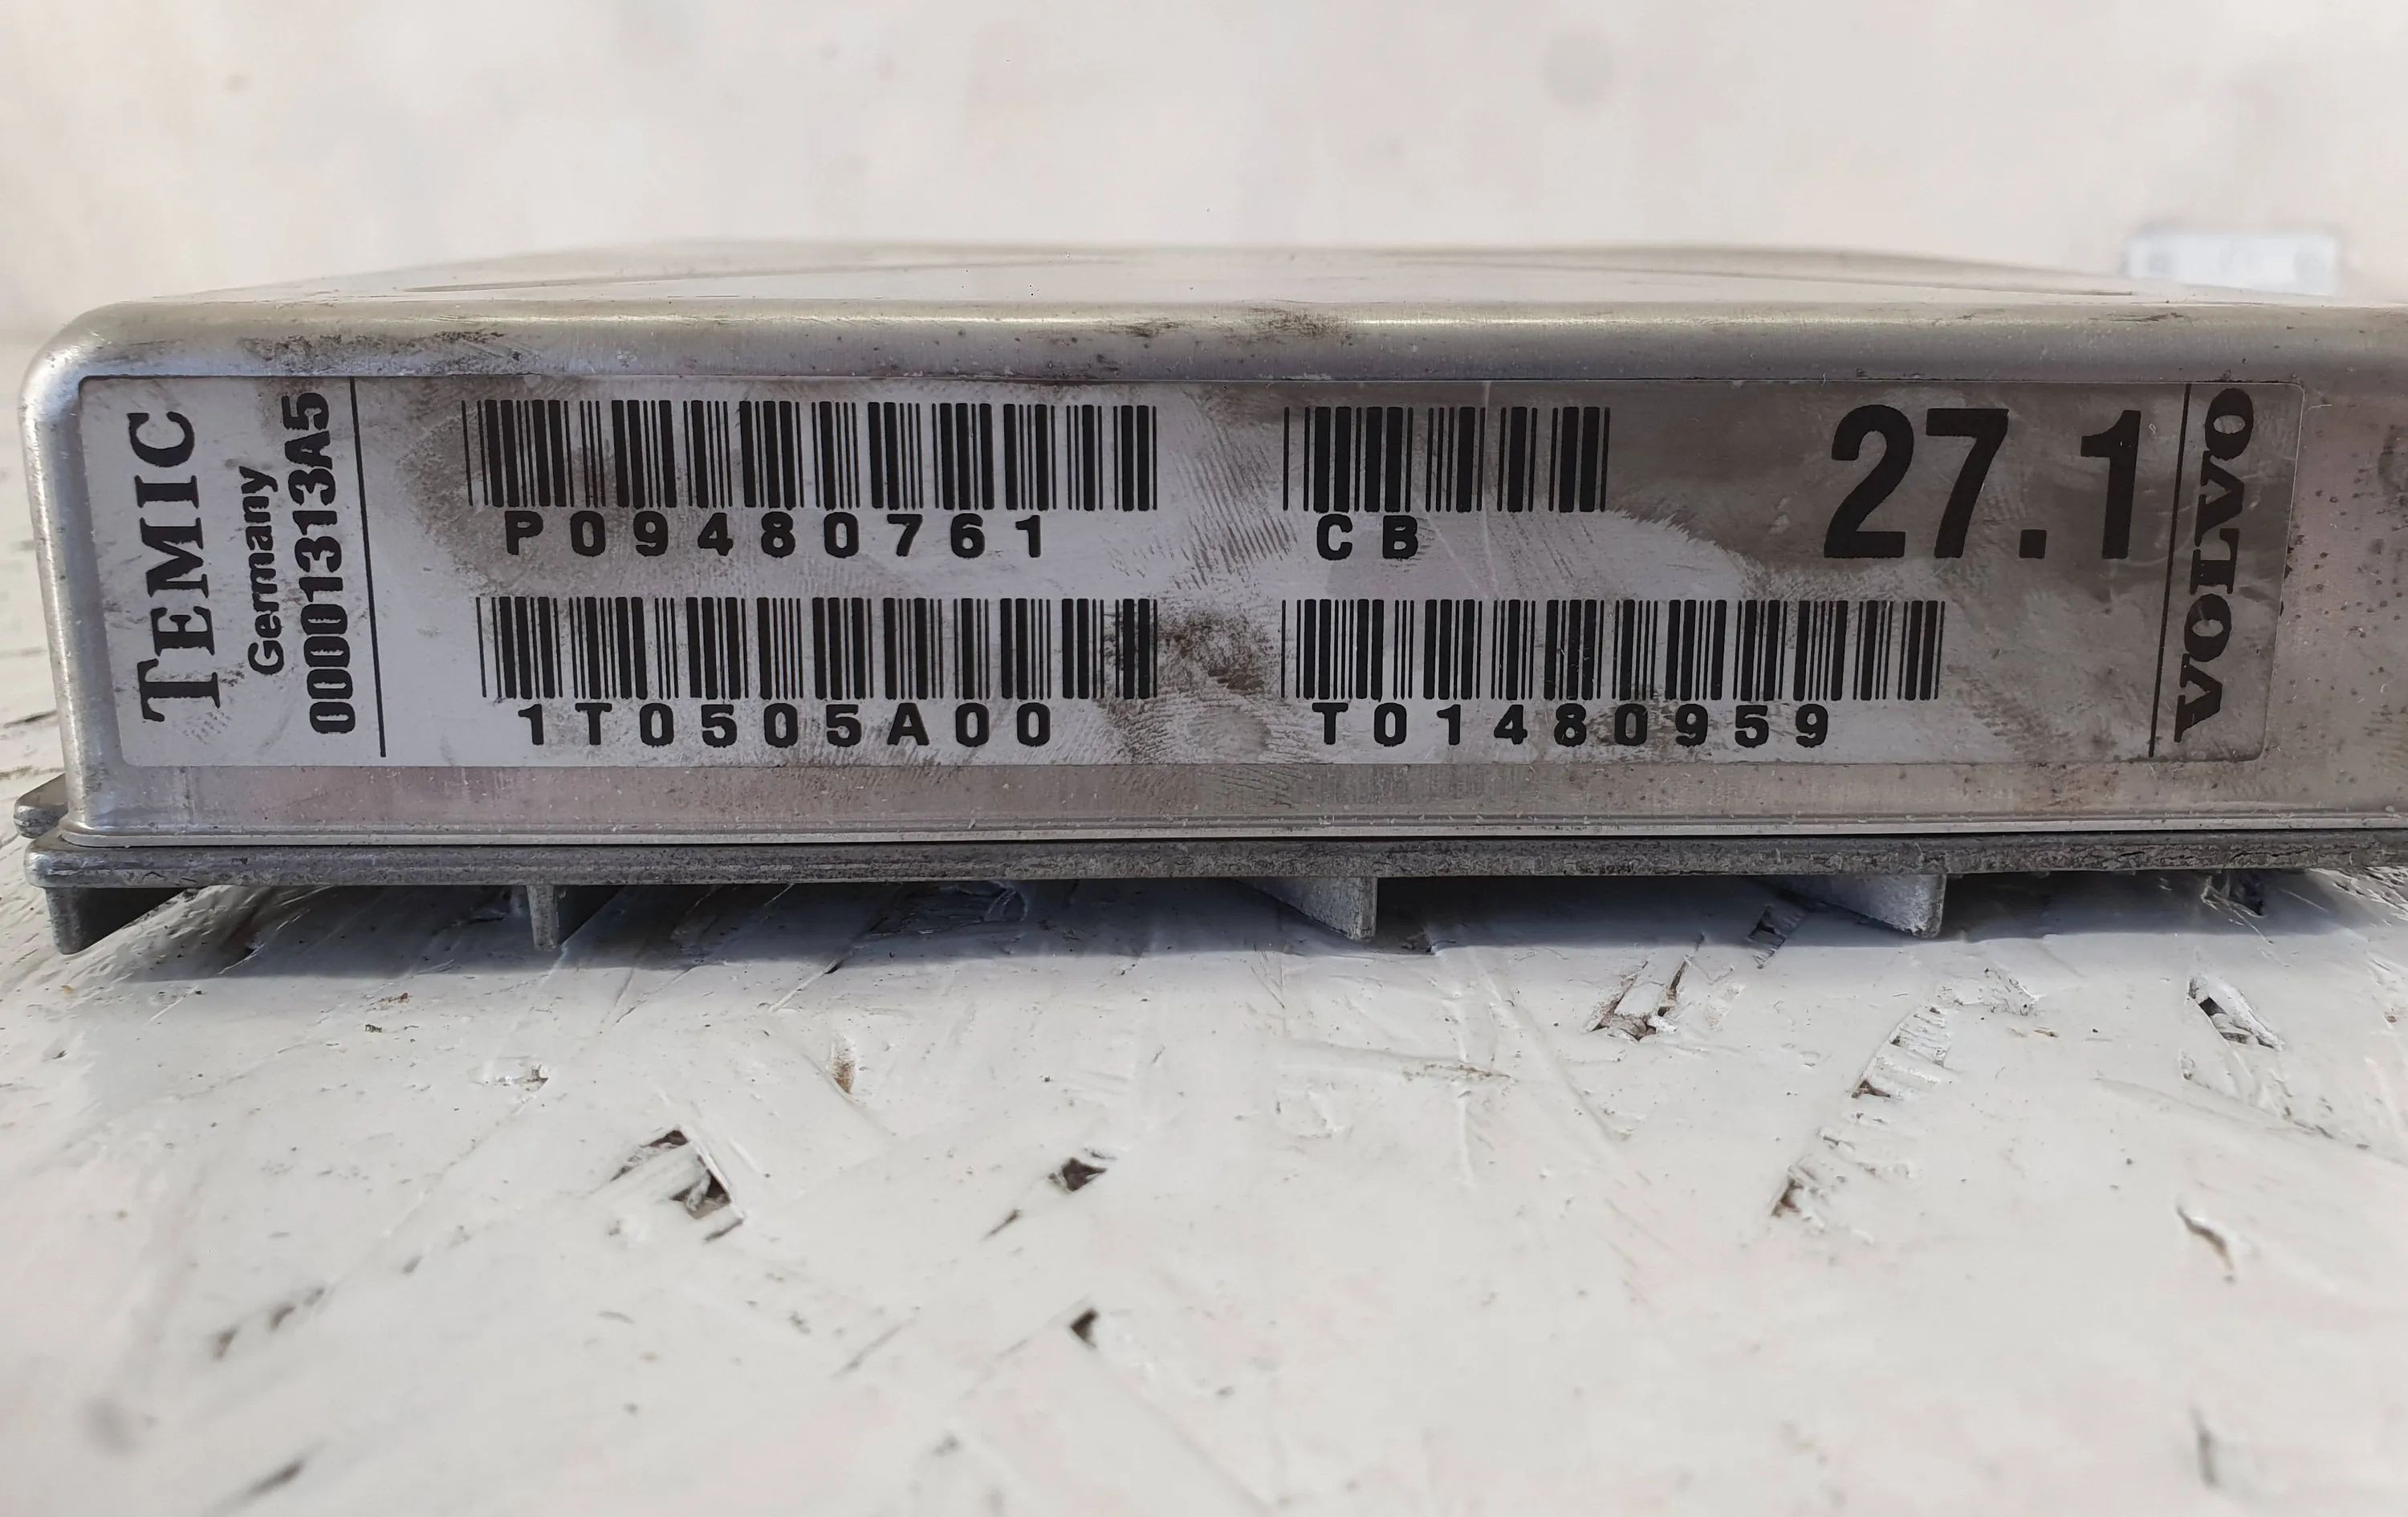 TEMIC
Germany
00001313A5
P09480761
CB
27.1
1T0505A00
T01480959
VOLVO